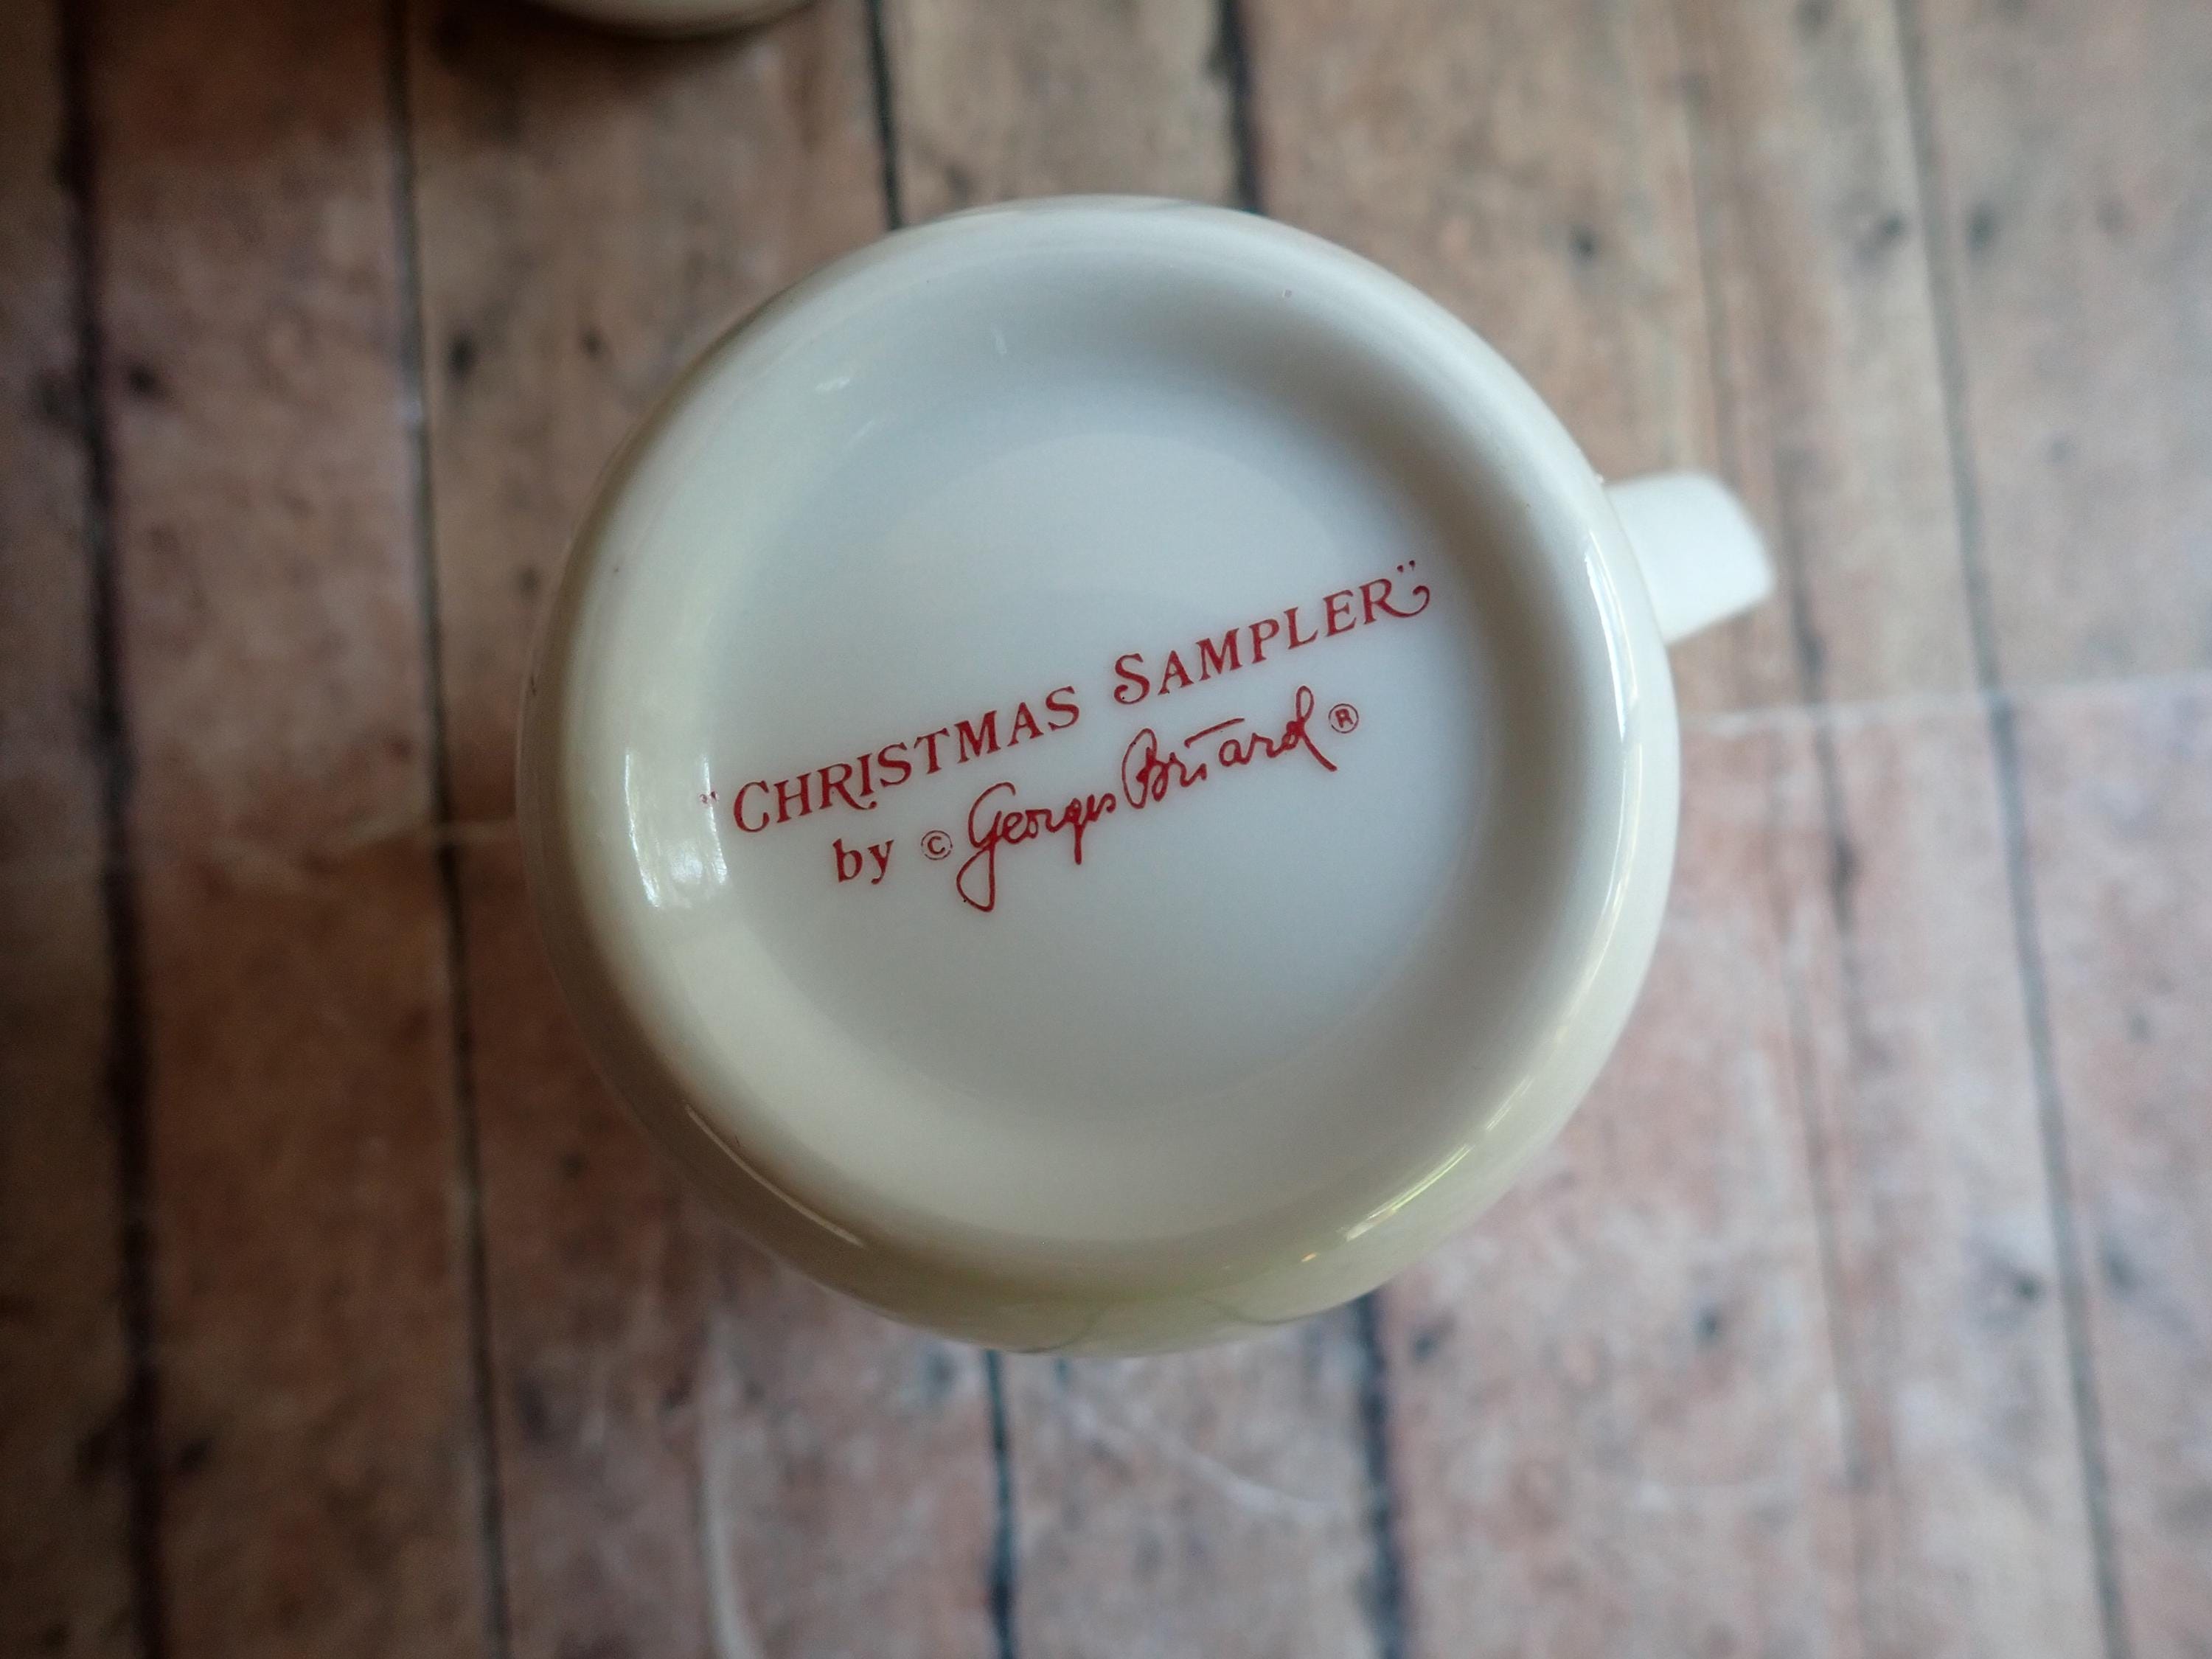 "CHRISTMAS SAMPLER"
by © Georges Briard ®